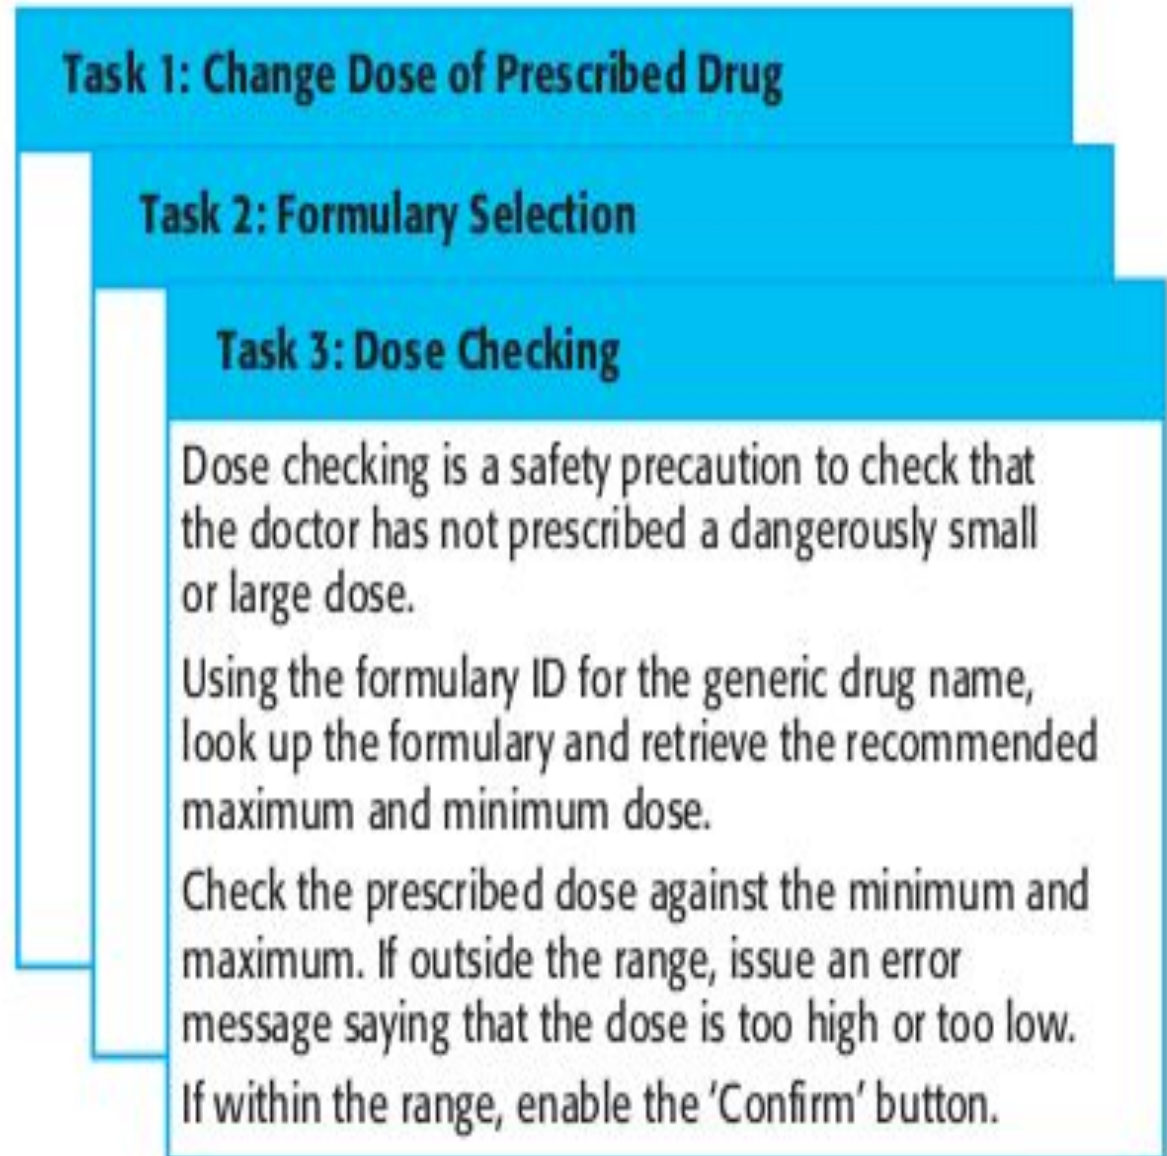 Task 1: Change Dose of Prescribed Drug
Task 2: Formulary Selection
Task 3: Dose Checking
Dose checking is a safety precaution to check that
the doctor has not prescribed a dangerously small
or large dose.
Using the formulary ID for the generic drug name,
look up the formulary and retrieve the recommended
maximum and minimum dose.
Check the prescribed dose against the minimum and
maximum. If outside the range, issue an error
message saying that the dose is too high or too low.
If within the range, enable the ‘Confirm’ button.